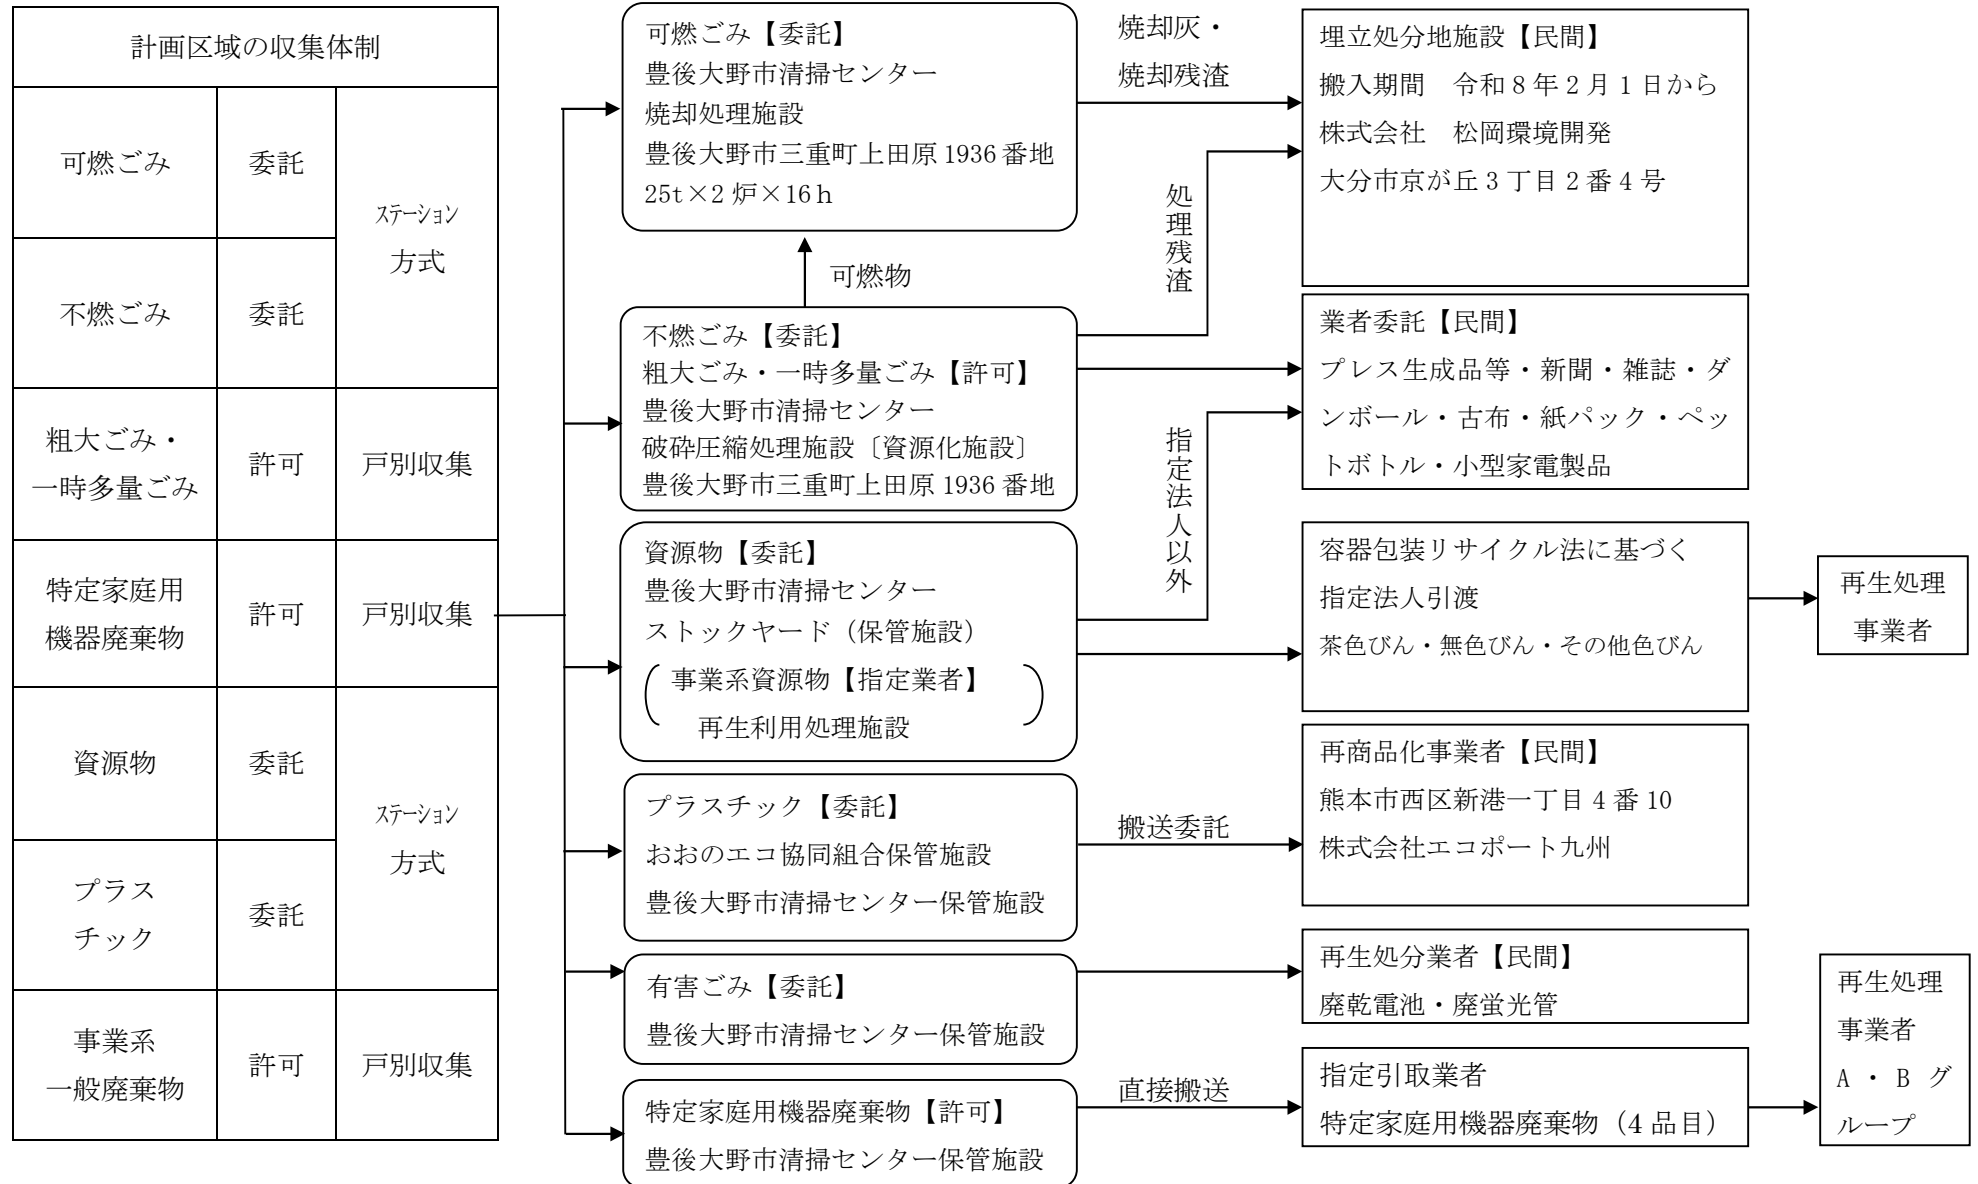 計画区域の収集体制
可燃ごみ
委託
ステーション
方式
不燃ごみ
委託
粗大ごみ・
一時多量ごみ
許可
戸別収集
特定家庭用
機器廃棄物
許可
戸別収集
資源物
委託
ステーション
方式
プラス
チック
委託
事業系
一般廃棄物
許可
戸別収集
可燃ごみ【委託】
豊後大野市清掃センター
焼却処理施設
豊後大野市三重町上田原1936番地
25t×2炉×16h
可燃物
不燃ごみ【委託】
粗大ごみ・一時多量ごみ【許可】
豊後大野市清掃センター
破砕圧縮処理施設〔資源化施設〕
豊後大野市三重町上田原1936番地
資源物【委託】
豊後大野市清掃センター
ストックヤード（保管施設）
事業系資源物【指定業者】
再生利用処理施設
プラスチック【委託】
おおのエコ協同組合保管施設
豊後大野市清掃センター保管施設
有害ごみ【委託】
豊後大野市清掃センター保管施設
特定家庭用機器廃棄物【許可】
豊後大野市清掃センター保管施設
焼却灰・
焼却残渣
処理残渣
指定法人以外
搬送委託
直接搬送
埋立処分地施設【民間】
搬入期間　令和8年2月1日から
株式会社　松岡環境開発
大分市京が丘3丁目2番4号
業者委託【民間】
プレス生成品等・新聞・雑誌・ダ
ンボール・古布・紙パック・ペッ
トボトル・小型家電製品
容器包装リサイクル法に基づく
指定法人引渡
茶色びん・無色びん・その他色びん
再生処理
事業者
再商品化事業者【民間】
熊本市西区新港一丁目4番10
株式会社エコポート九州
再生処分業者【民間】
廃乾電池・廃蛍光管
指定引取業者
特定家庭用機器廃棄物（4品目）
再生処理
事業者
A・Bグ
ループ